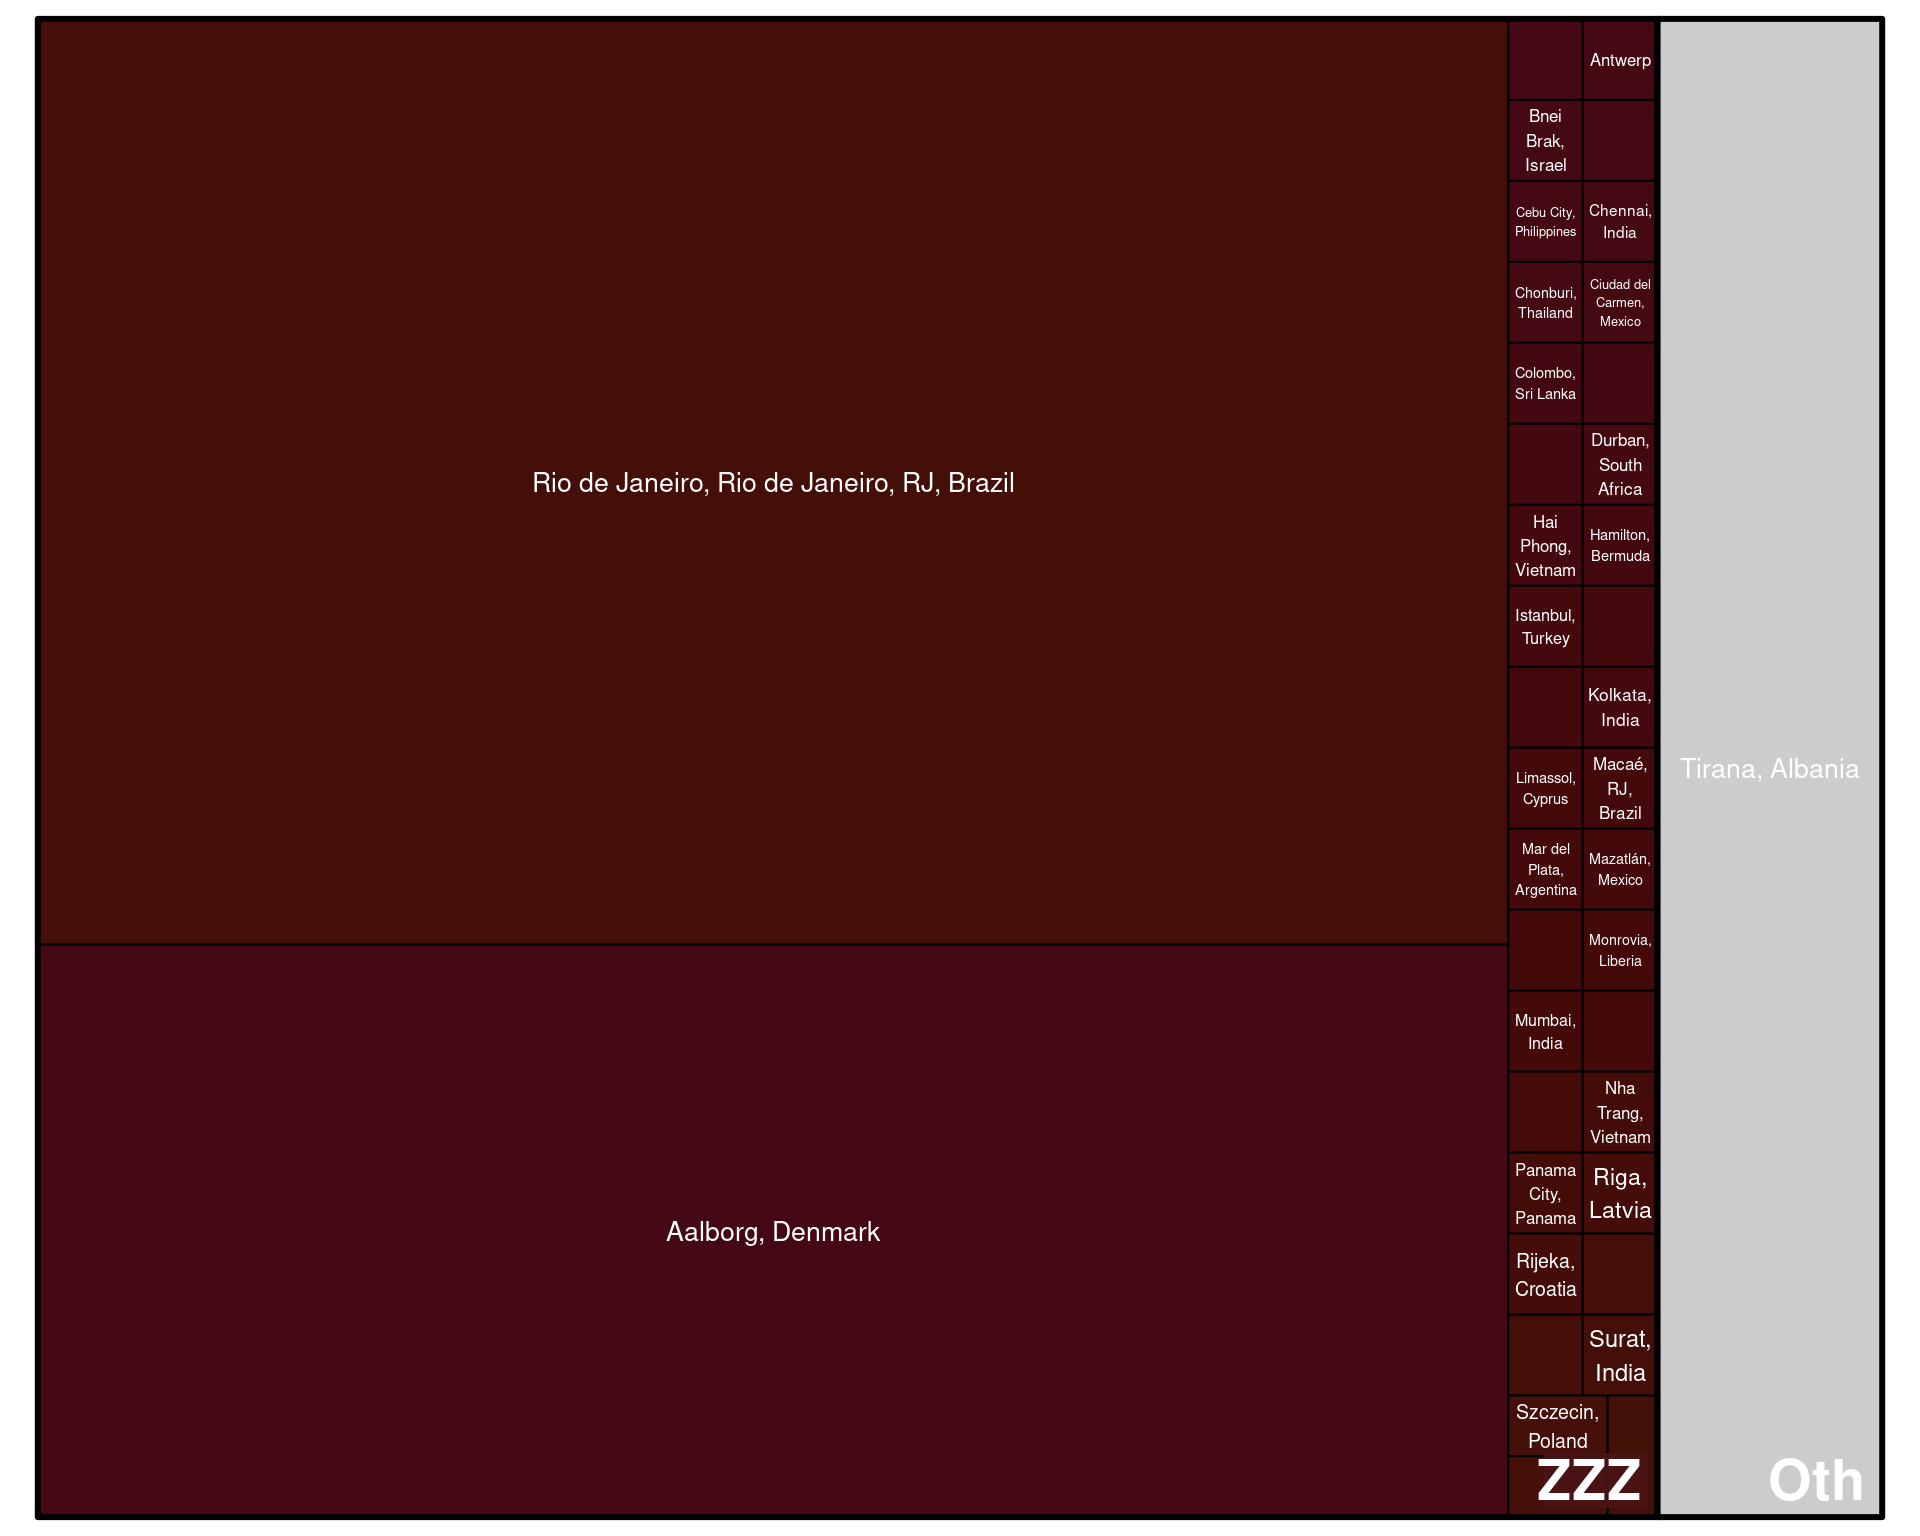 Rio de Janeiro, Rio de Janeiro, RJ, Brazil
Aalborg, Denmark
Antwerp
Bnei
Brak,
Israel
Cebu City,
Philippines
Chennai,
India
Chonburi,
Thailand
Ciudad del
Carmen,
Mexico
Colombo,
Sri Lanka
Durban,
South
Africa
Hai
Phong,
Vietnam
Hamilton,
Bermuda
Istanbul,
Turkey
Kolkata,
India
Limassol,
Cyprus
Macaé,
RJ,
Brazil
Mar del
Plata,
Argentina
Mazatlán,
Mexico
Monrovia,
Liberia
Mumbai,
India
Nha
Trang,
Vietnam
Panama
City,
Panama
Riga,
Latvia
Rijeka,
Croatia
Surat,
India
Szczecin,
Poland
ZZZ
Tirana, Albania
Oth